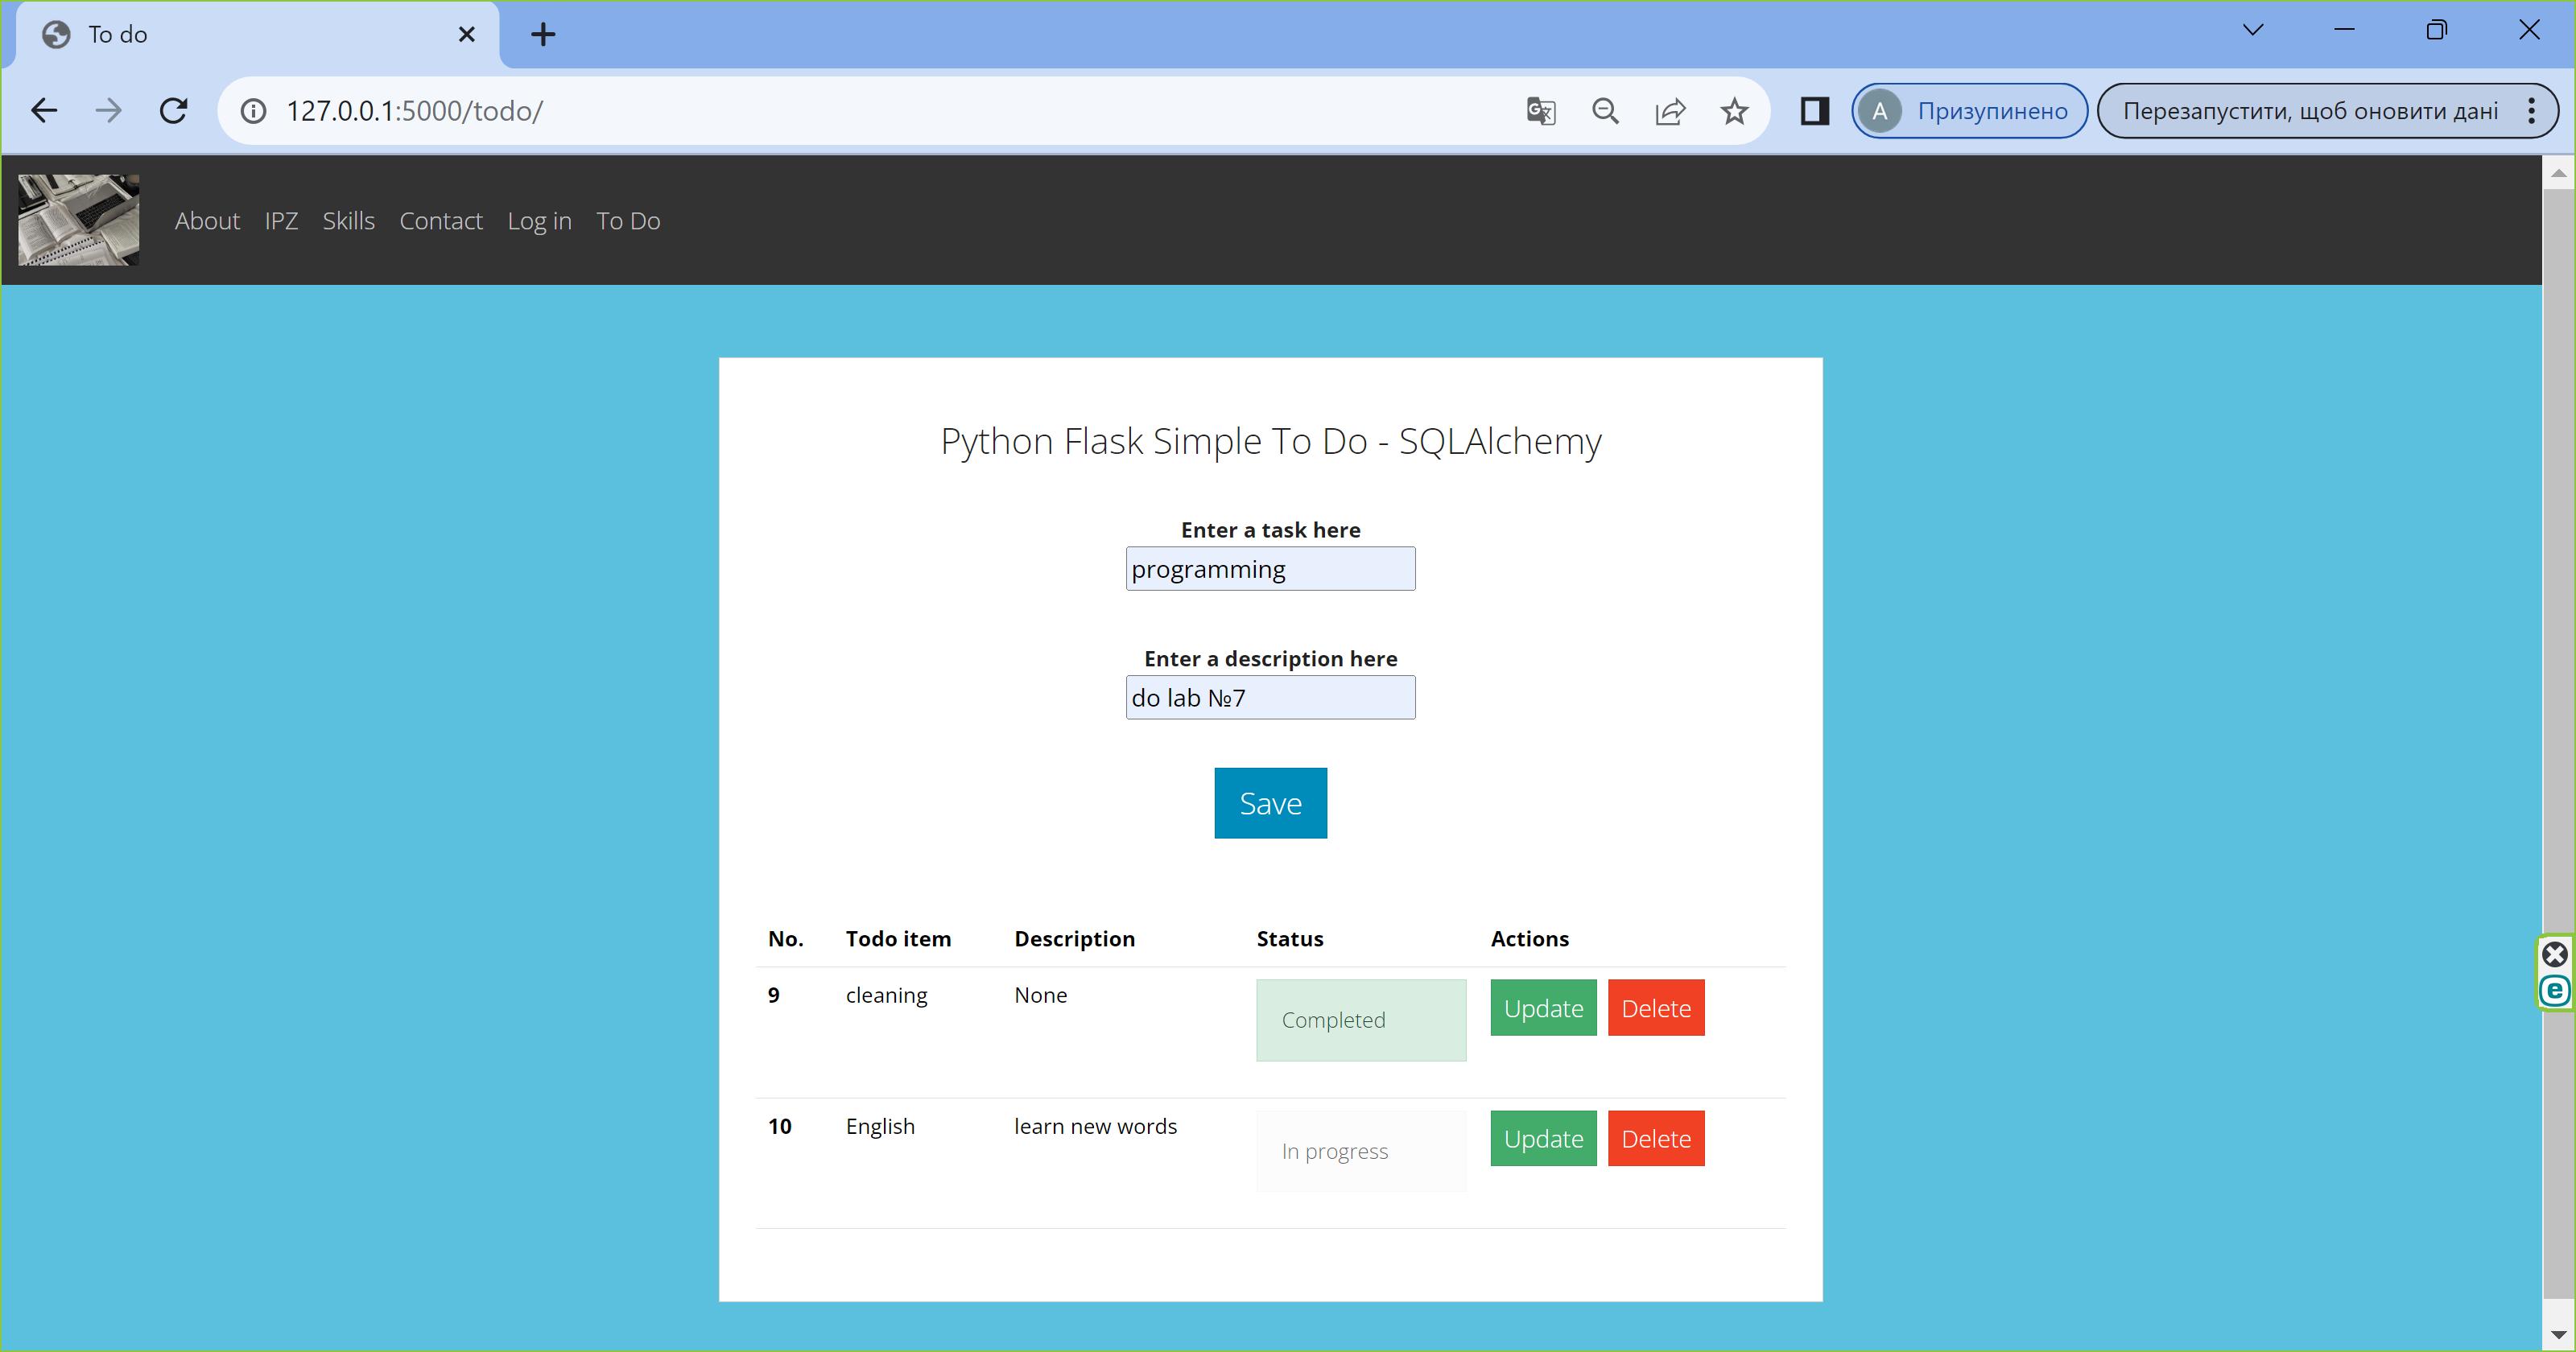 To do
127.0.0.1:5000/todo/
A Призупинено
Перезапустити, щоб оновити дані
About IPZ Skills Contact Log in To Do
Python Flask Simple To Do - SQLAlchemy
Enter a task here
programming
Enter a description here
do lab №7
Save
No. Todo item Description Status Actions
9 cleaning None Completed Update Delete
10 English learn new words In progress Update Delete
e